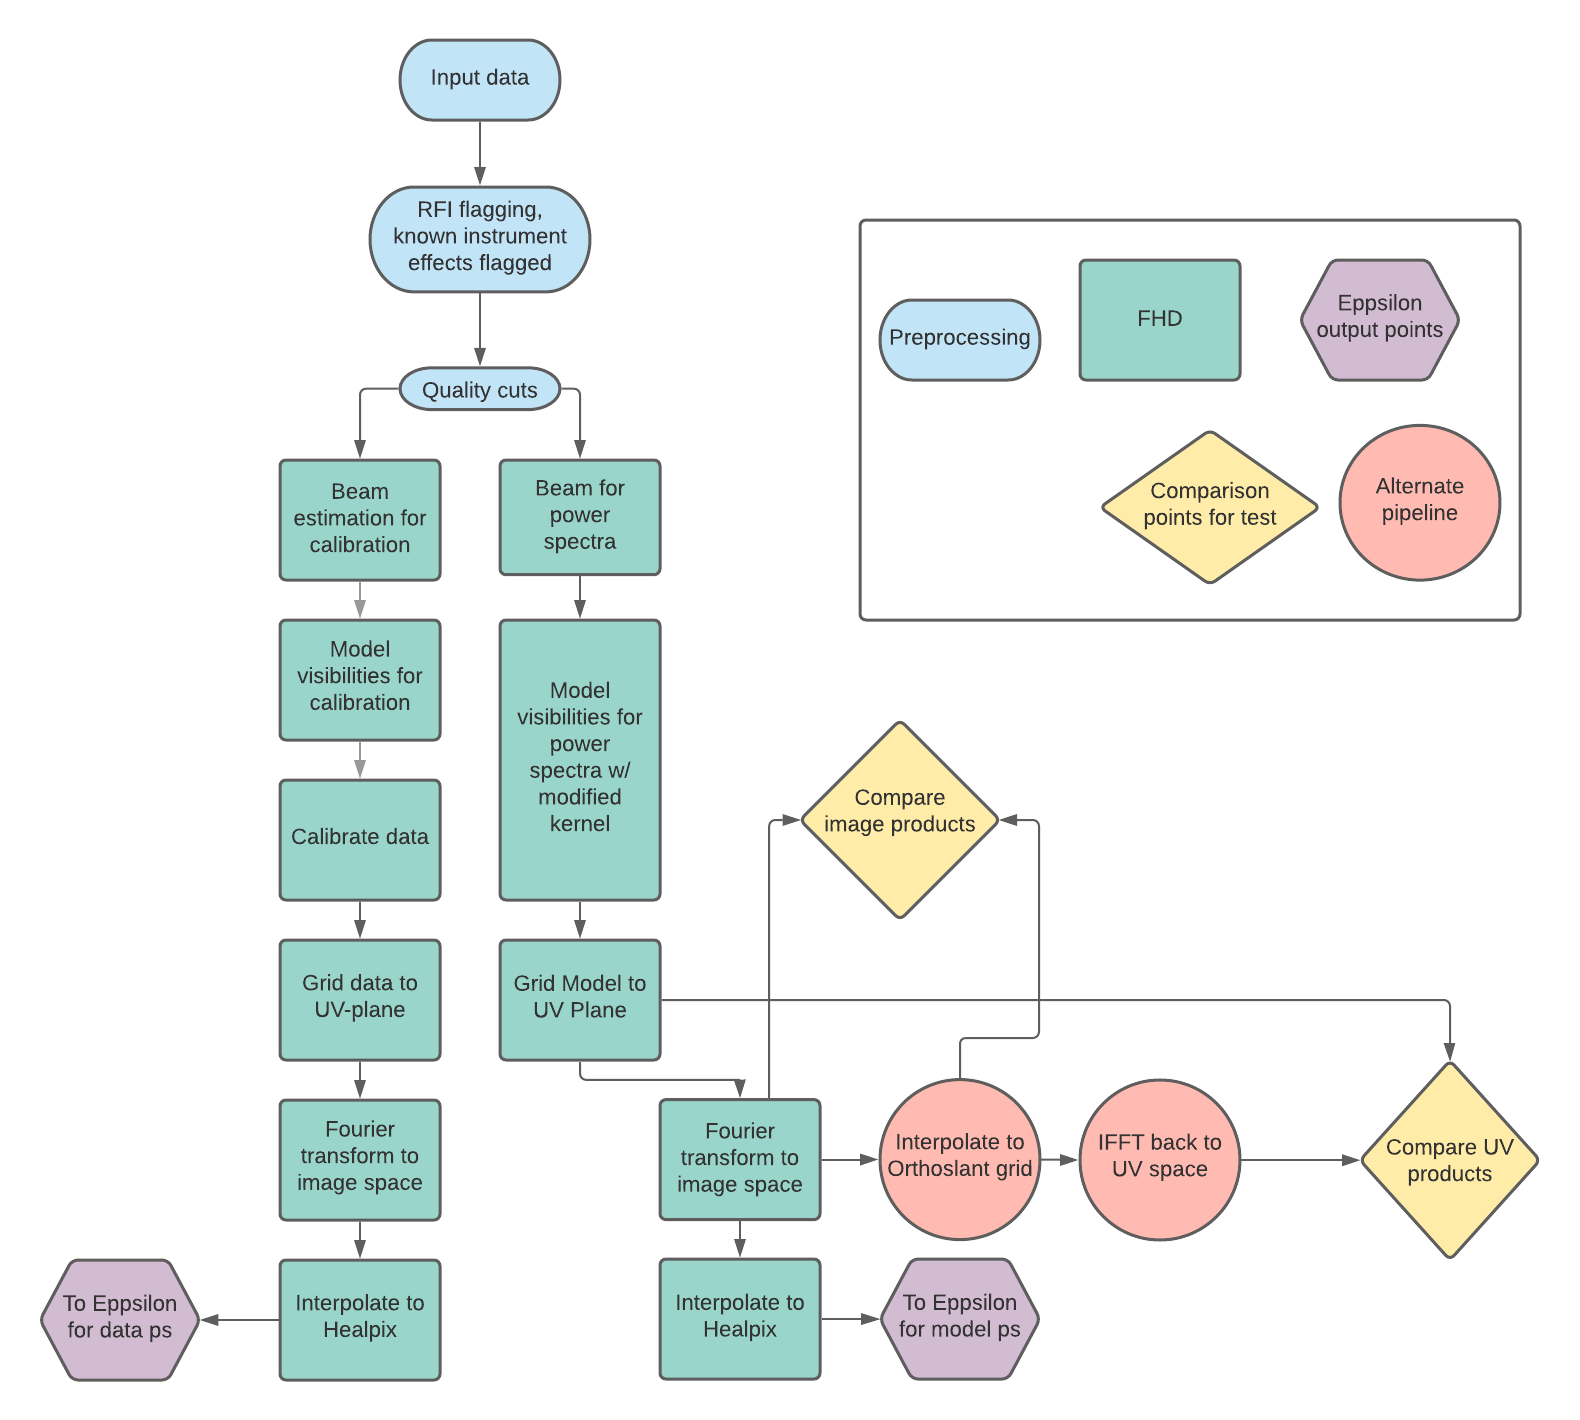 Input data
RFI flagging,
known instrument
effects flagged
Quality cuts
Preprocessing
FHD
Eppsilon
output points
Comparison
points for test
Alternate
pipeline
Beam
estimation for
calibration
Beam for
power
spectra
Model
visibilities for
calibration
Model
visibilities for
power
spectra w/
modified
kernel
Calibrate data
Compare
image products
Grid data to
UV-plane
Grid Model to
UV Plane
Fourier
transform to
image space
Fourier
transform to
image space
Interpolate to
Orthoslant grid
IFFT back to
UV space
Compare UV
products
To Eppsilon
for data ps
Interpolate to
Healpix
Interpolate to
Healpix
To Eppsilon
for model ps